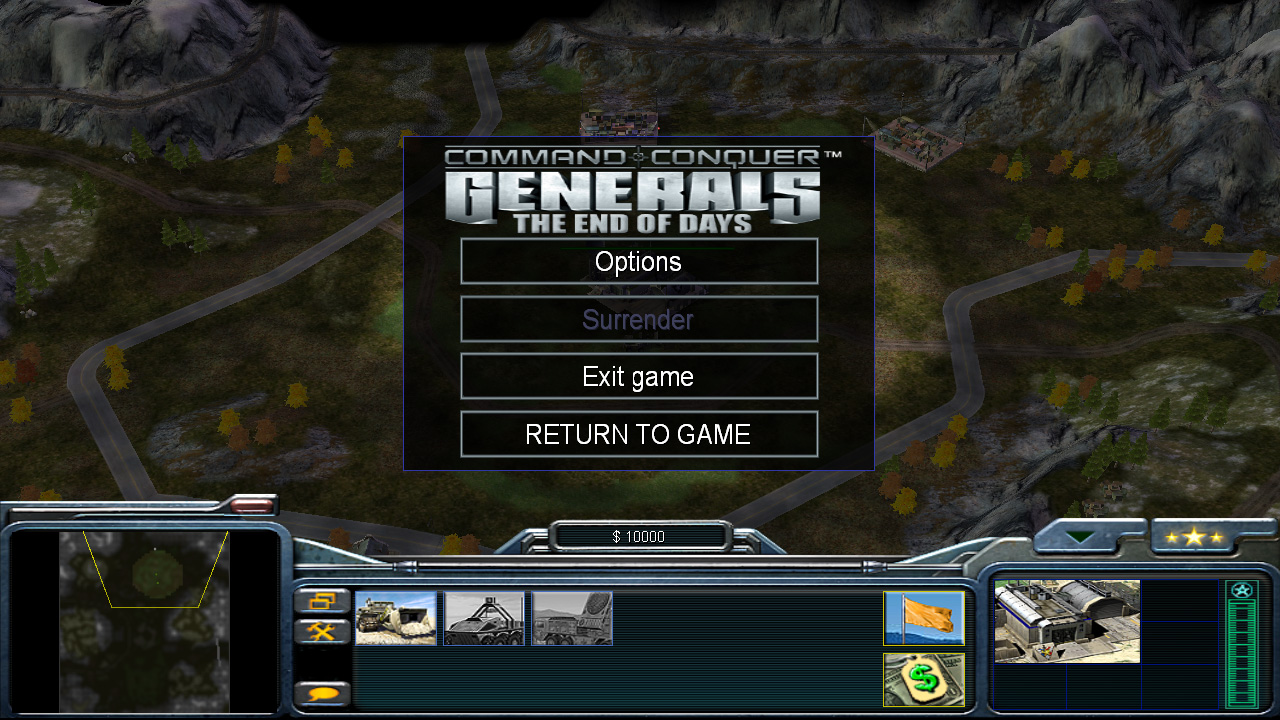 COMMAND & CONQUER™
GENERALS
THE END OF DAYS
Options
Surrender
Exit game
RETURN TO GAME
$ 10000
$